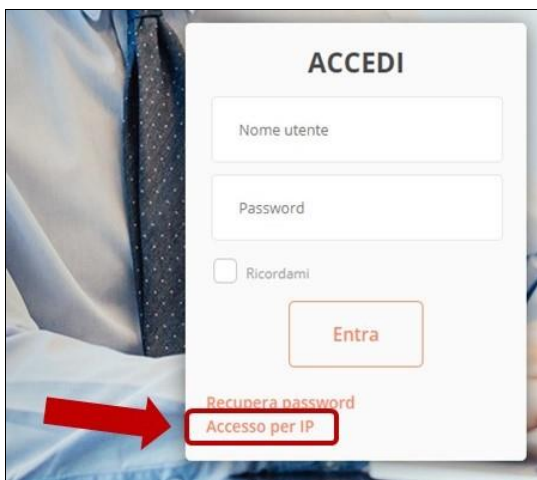 ACCEDI
Nome utente
Password
Ricordami
Entra
Recupera password
Accesso per IP